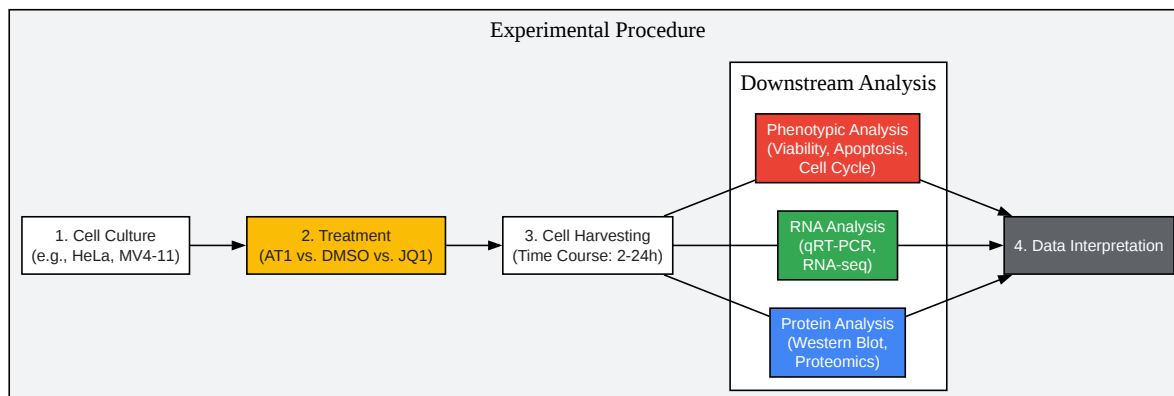 Experimental Procedure
Downstream Analysis
Phenotypic Analysis
(Viability, Apoptosis,
Cell Cycle)
1. Cell Culture
(e.g., HeLa, MV4-11)
2. Treatment
(AT1 vs. DMSO vs. JQ1)
3. Cell Harvesting
(Time Course: 2-24h)
RNA Analysis
(qRT-PCR,
RNA-seq)
4. Data Interpretation
Protein Analysis
(Western Blot,
Proteomics)